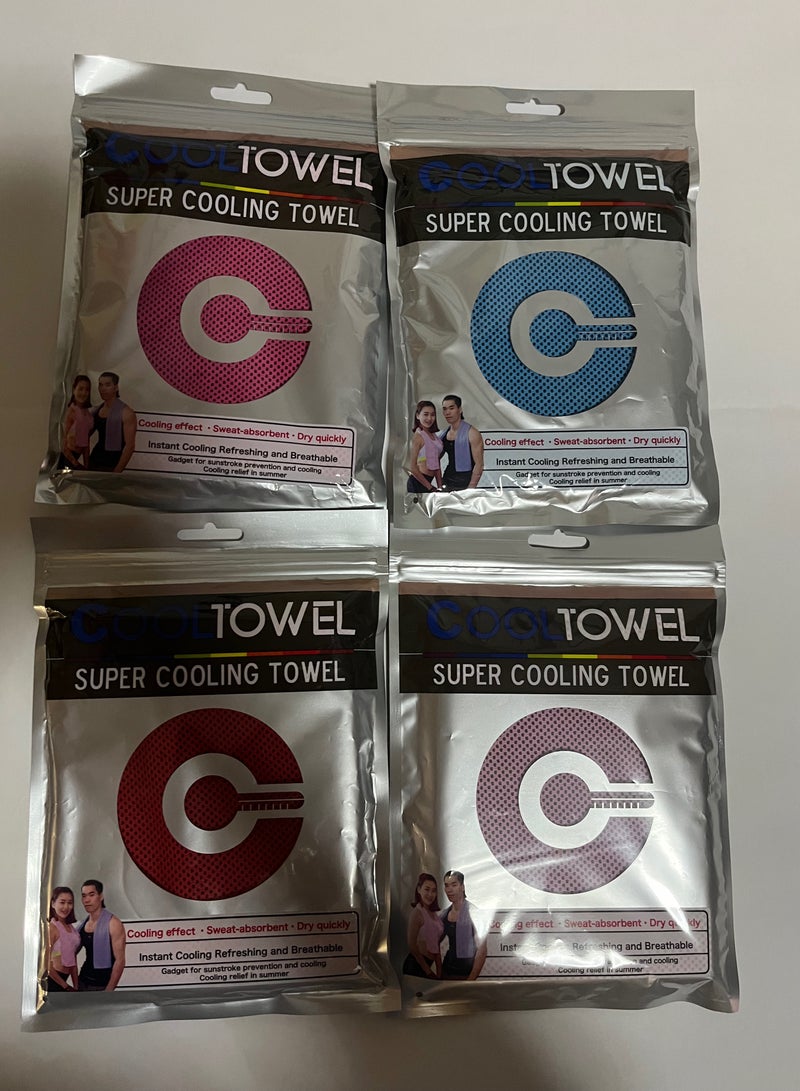 COOLTOWEL
SUPER COOLING TOWEL
Cooling effect · Sweat-absorbent · Dry quickly
Instant Cooling Refreshing and Breathable
Gadget for sunstroke prevention and cooling
Cooling relief in summer
COOLTOWEL
SUPER COOLING TOWEL
Cooling effect · Sweat-absorbent · Dry quickly
Instant Cooling Refreshing and Breathable
Gadget for sunstroke prevention and cooling
Cooling relief in summer
COOLTOWEL
SUPER COOLING TOWEL
Cooling effect · Sweat-absorbent · Dry quickly
Instant Cooling Refreshing and Breathable
Gadget for sunstroke prevention and cooling
Cooling relief in summer
COOLTOWEL
SUPER COOLING TOWEL
Cooling effect · Sweat-absorbent · Dry quickly
Refreshing and Breathable
and cooling
Cooling relief in summer